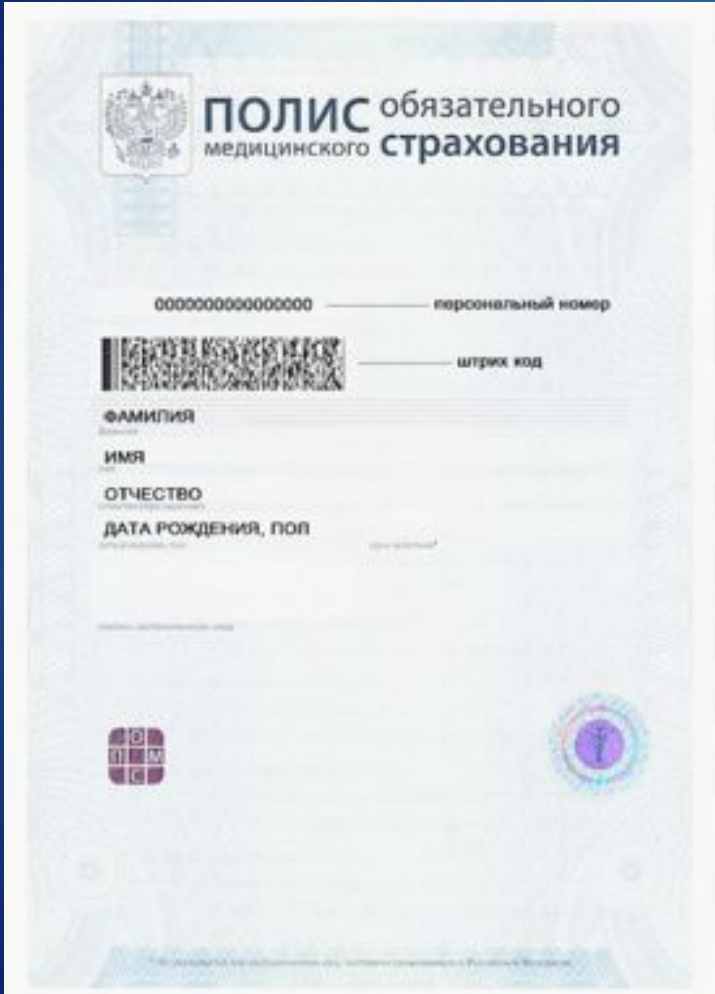 ПОЛИС обязательного
медицинского страхования
0000000000000000 персональный номер
штрих код
ФАМИЛИЯ
ИМЯ
ОТЧЕСТВО
ДАТА РОЖДЕНИЯ, ПОЛ
О
П М
С